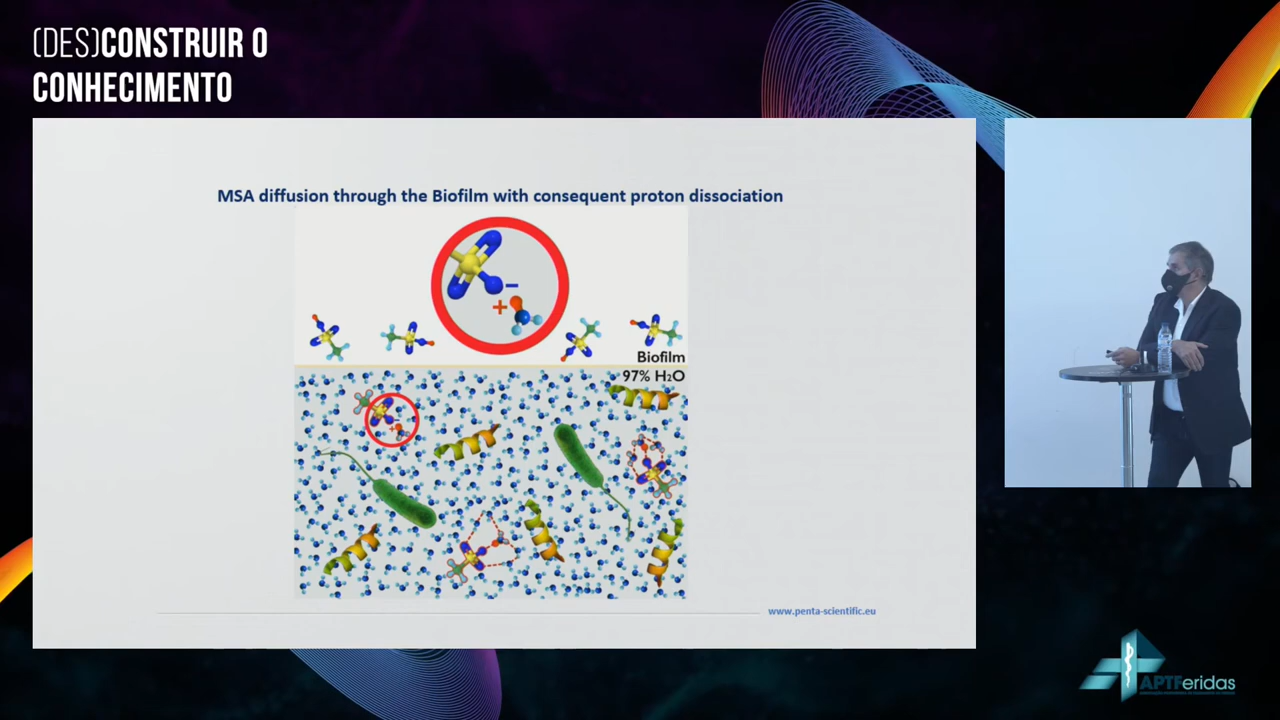 (DES)CONSTRUIR O
CONHECIMENTO
MSA diffusion through the Biofilm with consequent proton dissociation
−
+
Biofilm
97% H₂O
www.penta-scientific.eu
APTFeridas